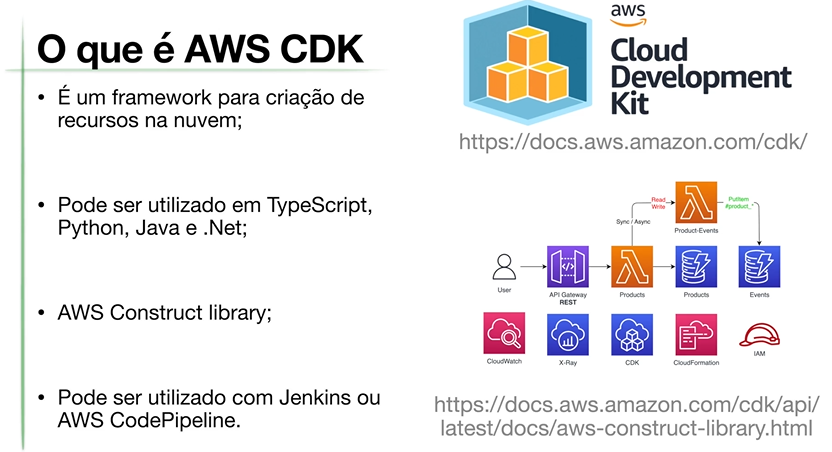 O que é AWS CDK
• É um framework para criação de
recursos na nuvem;
• Pode ser utilizado em TypeScript,
Python, Java e .Net;
• AWS Construct library;
• Pode ser utilizado com Jenkins ou
AWS CodePipeline.
aws
Cloud
Development
Kit
https://docs.aws.amazon.com/cdk/
Read
Write
PutItem
#product_*
Sync / Async
Product-Events
User
API Gateway
REST
Products
Products
Events
CloudWatch
X-Ray
CDK
CloudFormation
IAM
https://docs.aws.amazon.com/cdk/api/
latest/docs/aws-construct-library.html